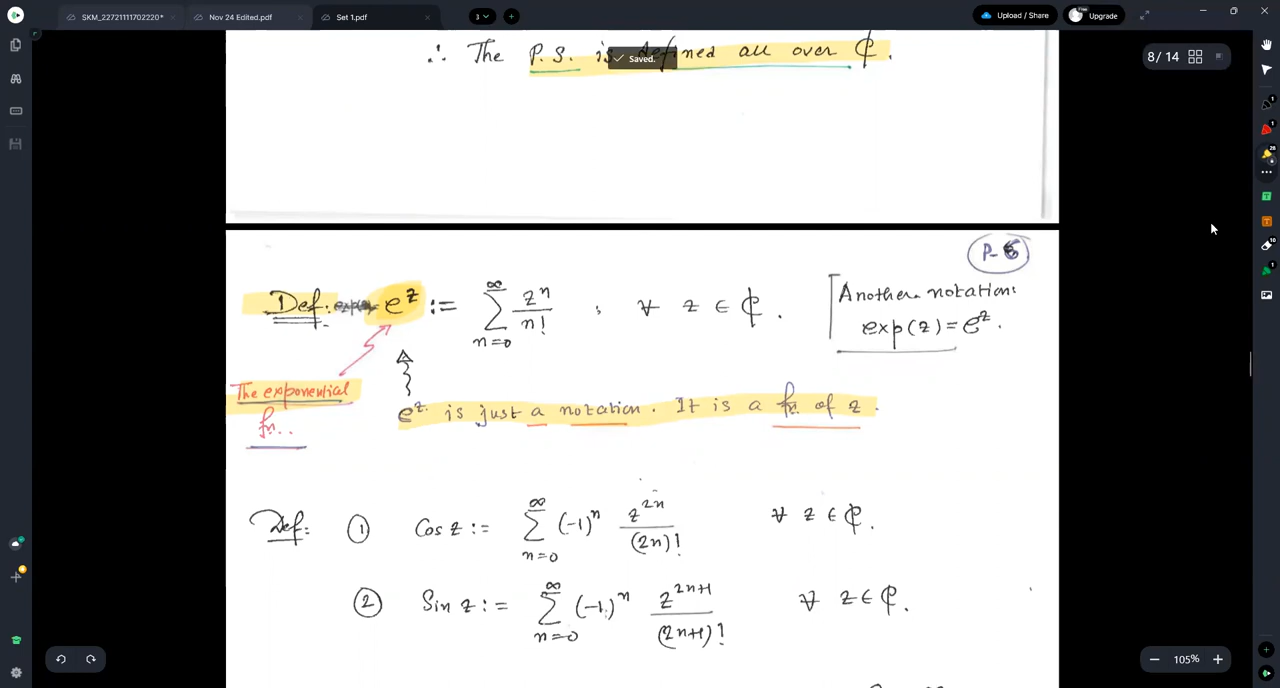 SKM_22721111702220*
Nov 24 Edited.pdf
Set 1.pdf
3
Upload / Share
Upgrade
∴ The P.S. is defined all over ℂ.
Saved.
8 / 14
P-6
Def: e^z := ∑_{n=0}^{∞} z^n / n! ; ∀ z ∈ ℂ.
Another notation:
exp(z) = e^z.
The exponential
fn..
e^z is just a notation. It is a fn. of z.
Def: ① Cos z := ∑_{n=0}^{∞} (-1)^n z^{2n} / (2n)! ∀ z ∈ ℂ.
② Sin z := ∑_{n=0}^{∞} (-1)^n z^{2n+1} / (2n+1)! ∀ z ∈ ℂ.
105%